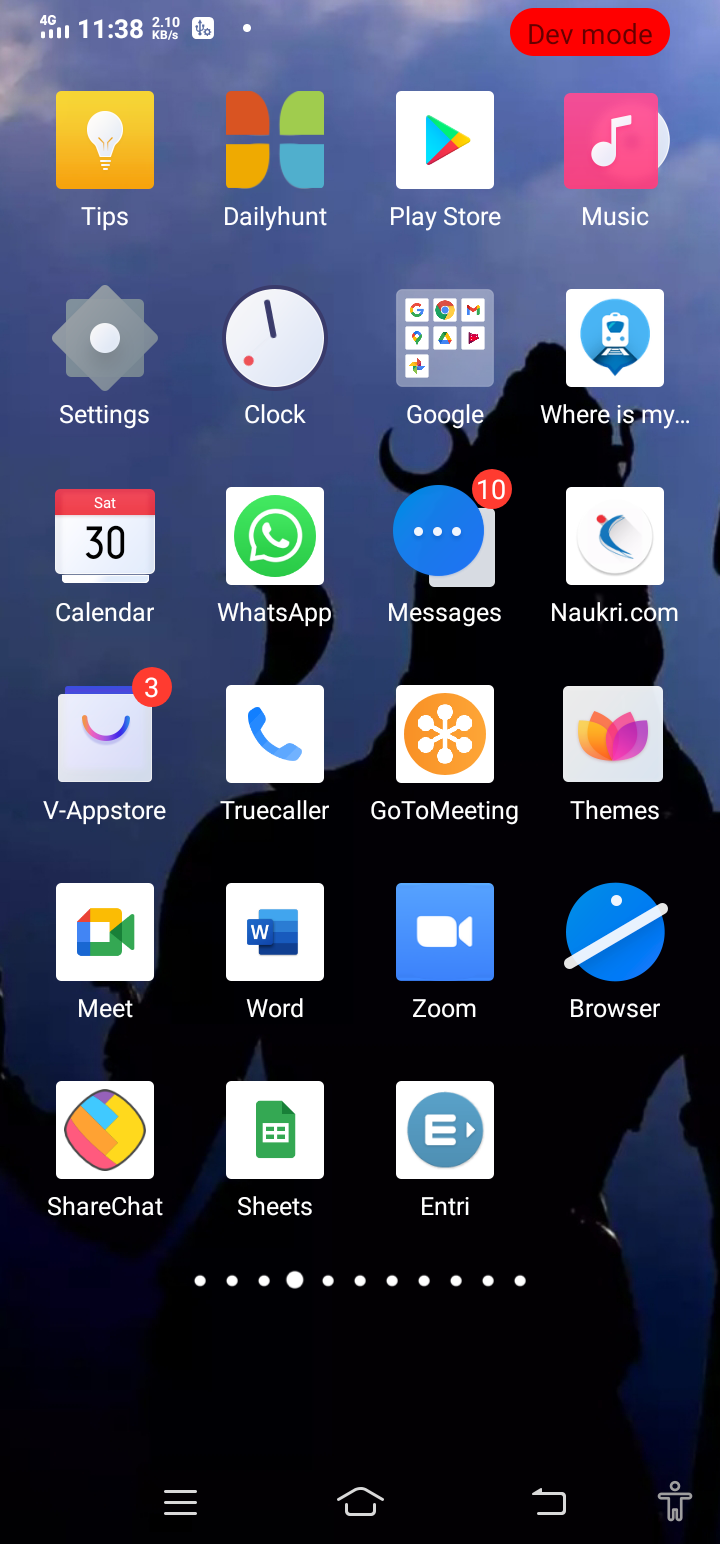 4G 11:38 2.10 KB/s Dev mode
Tips Dailyhunt Play Store Music
Settings Clock Google Where is my...
Sat
30
10
Calendar WhatsApp Messages Naukri.com
3
V-Appstore Truecaller GoToMeeting Themes
W
Meet Word Zoom Browser
E
ShareChat Sheets Entri